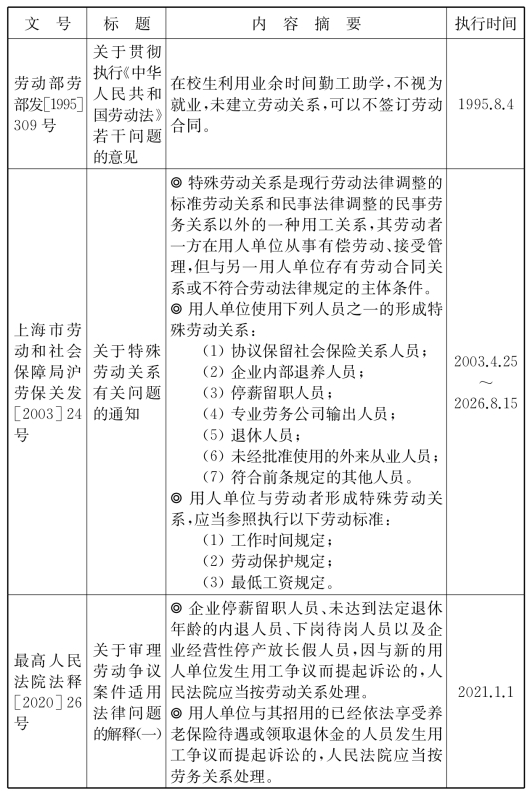 文 号 标 题 内 容 摘 要 执行时间
劳动部劳
部发[1995]
309号
关于贯彻
执行《中华
人民共和
国劳动法》
若干问题
的意见
在校生利用业余时间勤工助学,不视为
就业,未建立劳动关系,可以不签订劳动
合同。
1995.8.4
上海市劳
动和社会
保障局沪
劳保关发
[2003]24
号
关于特殊
劳动关系
有关问题
的通知
◎ 特殊劳动关系是现行劳动法律调整的
标准劳动关系和民事法律调整的民事劳
务关系以外的一种用工关系,其劳动者
一方在用人单位从事有偿劳动、接受管
理,但与另一用人单位存有劳动合同关
系或不符合劳动法律规定的主体条件。
◎ 用人单位使用下列人员之一的形成特
殊劳动关系:
(1) 协议保留社会保险关系人员;
(2) 企业内部退养人员;
(3) 停薪留职人员;
(4) 专业劳务公司输出人员;
(5) 退休人员;
(6) 未经批准使用的外来从业人员;
(7) 符合前条规定的其他人员。
◎ 用人单位与劳动者形成特殊劳动关
系,应当参照执行以下劳动标准:
(1) 工作时间规定;
(2) 劳动保护规定;
(3) 最低工资规定。
2003.4.25
~
2026.8.15
最高人民
法院法释
[2020]26
号
关于审理
劳动争议
案件适用
法律问题
的解释(一)
◎ 企业停薪留职人员、未达到法定退休
年龄的内退人员、下岗待岗人员以及企
业经营性停产放长假人员,因与新的用
人单位发生用工争议而提起诉讼的,人
民法院应当按劳动关系处理。
◎ 用人单位与其招用的已经依法享受养
老保险待遇或领取退休金的人员发生用
工争议而提起诉讼的,人民法院应当按
劳务关系处理。
2021.1.1